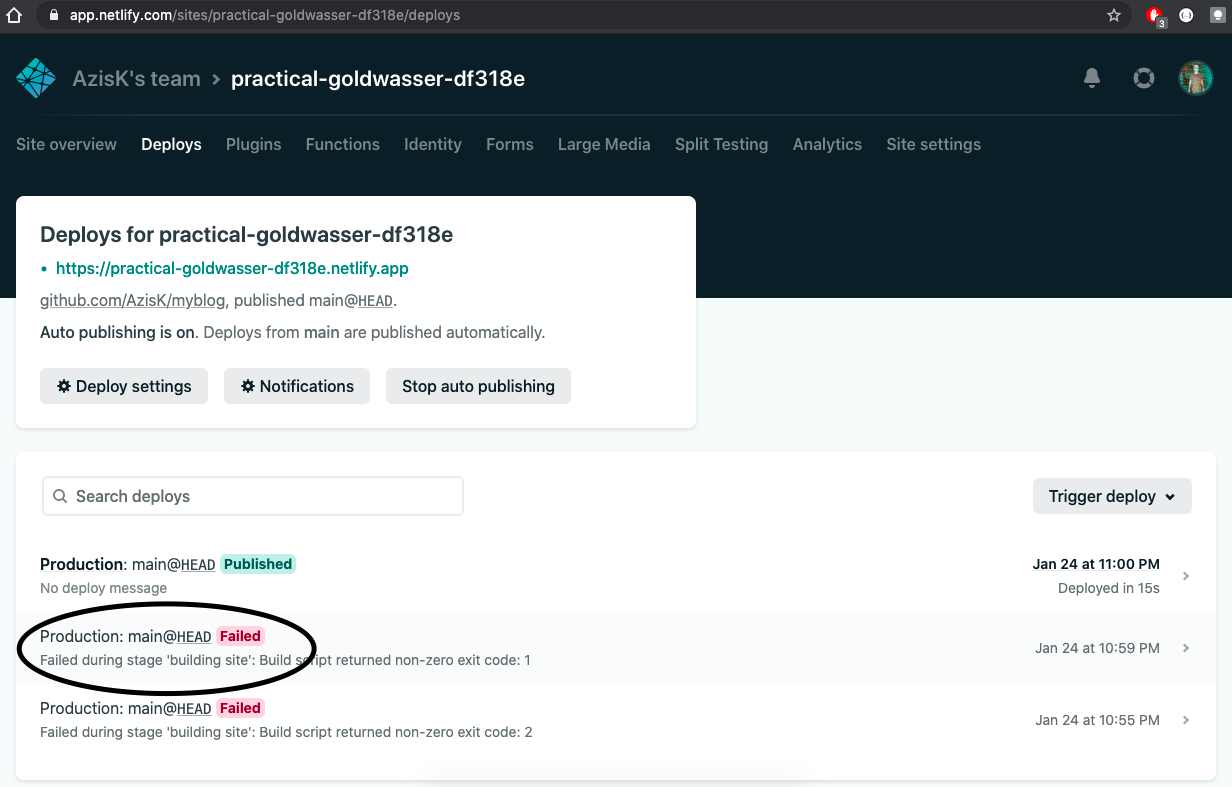 app.netlify.com/sites/practical-goldwasser-df318e/deploys
3
AzisK's team > practical-goldwasser-df318e
Site overview Deploys Plugins Functions Identity Forms Large Media Split Testing Analytics Site settings
Deploys for practical-goldwasser-df318e
• https://practical-goldwasser-df318e.netlify.app
github.com/AzisK/myblog, published main@HEAD.
Auto publishing is on. Deploys from main are published automatically.
Deploy settings Notifications Stop auto publishing
Search deploys Trigger deploy
Production: main@HEAD Published Jan 24 at 11:00 PM
No deploy message Deployed in 15s
Production: main@HEAD Failed
Failed during stage 'building site': Build script returned non-zero exit code: 1
Jan 24 at 10:59 PM
Production: main@HEAD Failed
Failed during stage 'building site': Build script returned non-zero exit code: 2
Jan 24 at 10:55 PM